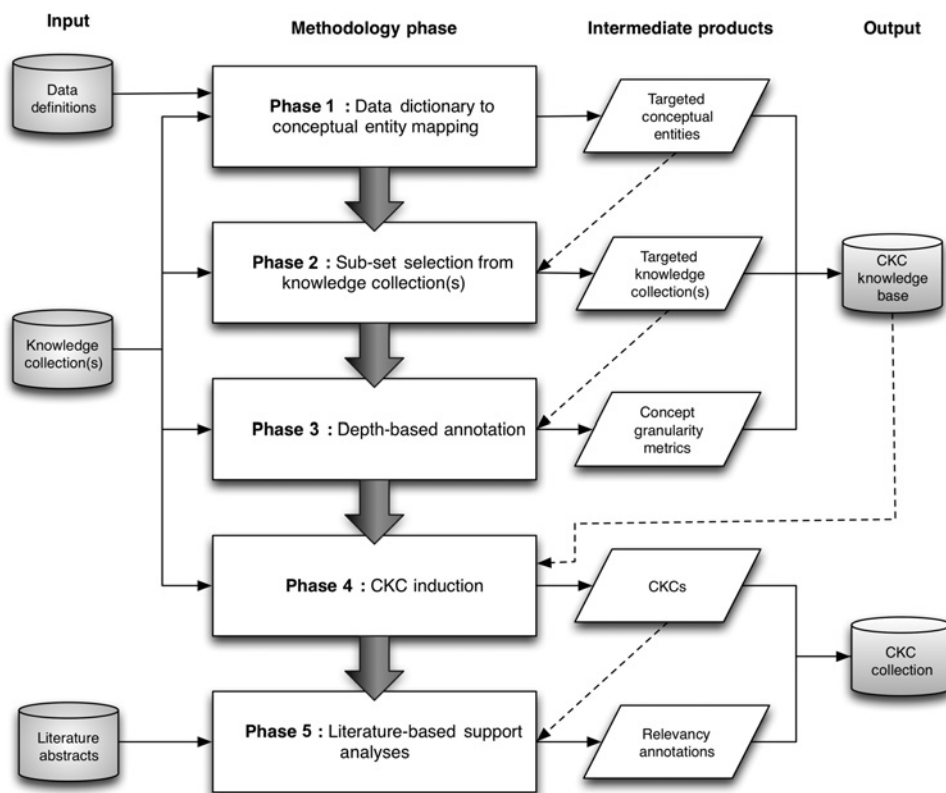 Input
Methodology phase
Intermediate products
Output
Data
definitions
Phase 1 : Data dictionary to
conceptual entity mapping
Targeted
conceptual
entities
Phase 2 : Sub-set selection from
knowledge collection(s)
Targeted
knowledge
collection(s)
CKC
knowledge
base
Knowledge
collection(s)
Phase 3 : Depth-based annotation
Concept
granularity
metrics
Phase 4 : CKC induction
CKCs
CKC
collection
Literature
abstracts
Phase 5 : Literature-based support
analyses
Relevancy
annotations